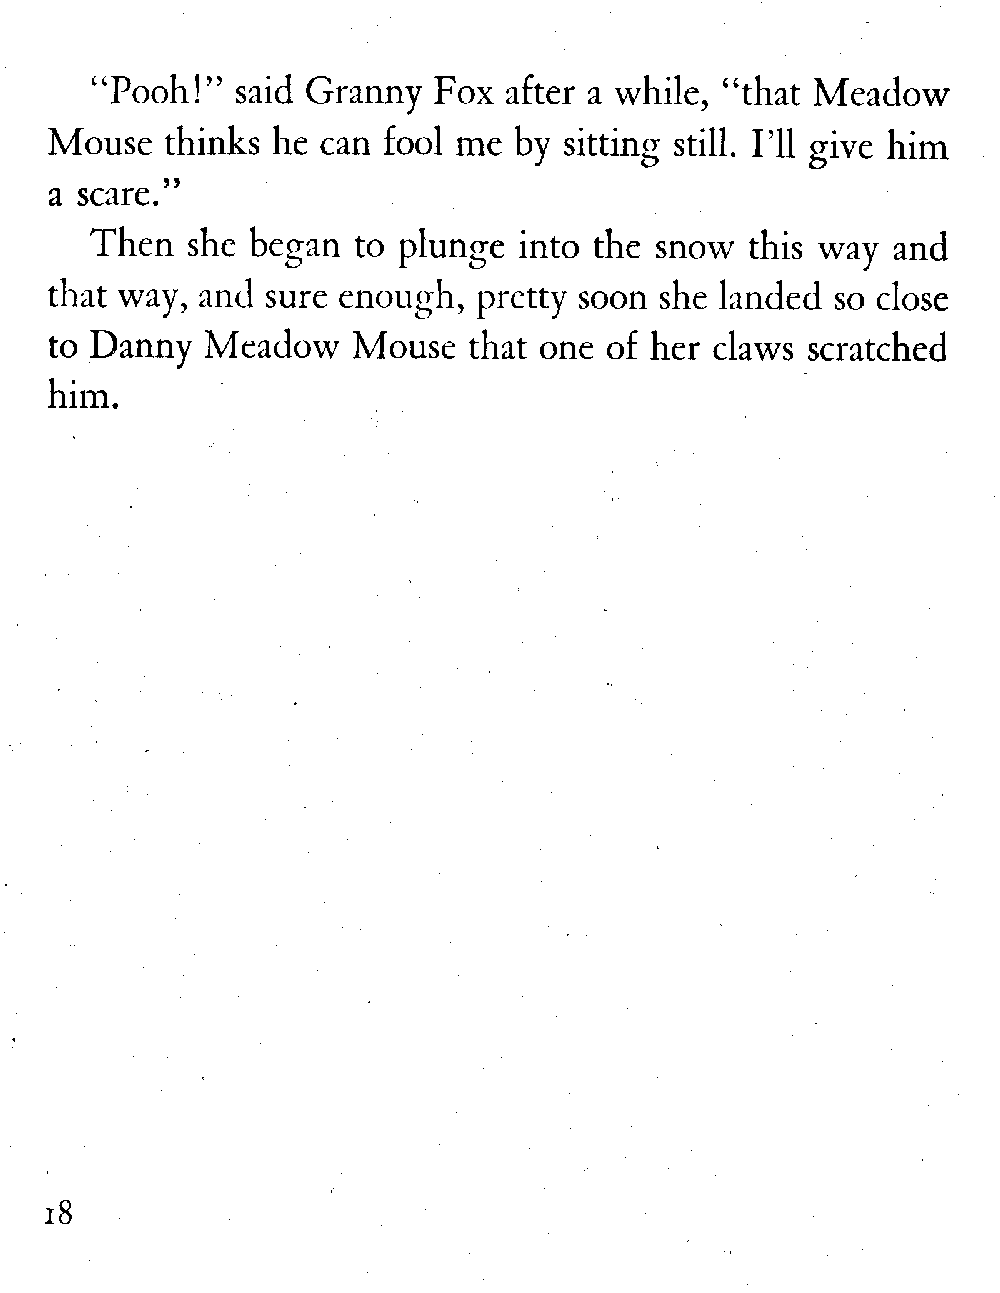 “Pooh!” said Granny Fox after a while, “that Meadow
Mouse thinks he can fool me by sitting still. I’ll give him
a scare.”
Then she began to plunge into the snow this way and
that way, and sure enough, pretty soon she landed so close
to Danny Meadow Mouse that one of her claws scratched
him.
18